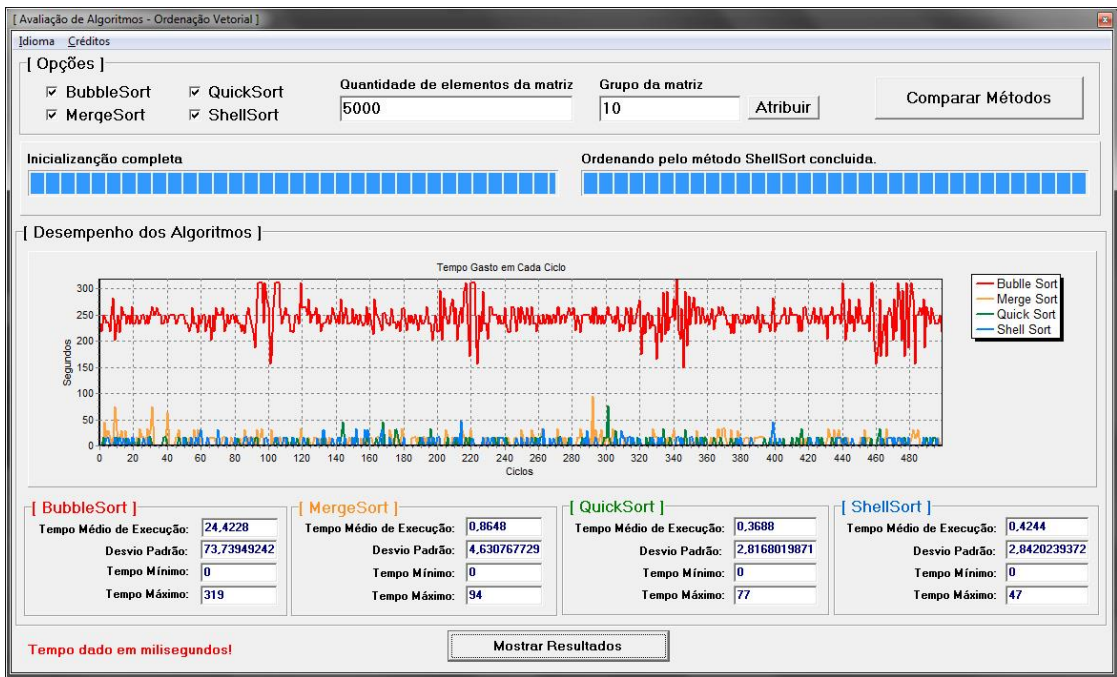 [ Avaliação de Algoritmos - Ordenação Vetorial ]
Idioma Créditos
[ Opções ]
BubbleSort
QuickSort
MergeSort
ShellSort
Quantidade de elementos da matriz
5000
Grupo da matriz
10
Atribuir
Comparar Métodos
Inicializanção completa
Ordenando pelo método ShellSort concluida.
[ Desempenho dos Algoritmos ]
Tempo Gasto em Cada Ciclo
Segundos
300
250
200
150
100
50
0
0 20 40 60 80 100 120 140 160 180 200 220 240 260 280 300 320 340 360 380 400 420 440 460 480
Ciclos
Bublle Sort
Merge Sort
Quick Sort
Shell Sort
[ BubbleSort ]
Tempo Médio de Execução: 24,4228
Desvio Padrão: 73,73949242
Tempo Mínimo: 0
Tempo Máximo: 319
[ MergeSort ]
Tempo Médio de Execução: 0,8648
Desvio Padrão: 4,630767729
Tempo Mínimo: 0
Tempo Máximo: 94
[ QuickSort ]
Tempo Médio de Execução: 0,3688
Desvio Padrão: 2,8168019871
Tempo Mínimo: 0
Tempo Máximo: 77
[ ShellSort ]
Tempo Médio de Execução: 0,4244
Desvio Padrão: 2,8420239372
Tempo Mínimo: 0
Tempo Máximo: 47
Tempo dado em milisegundos!
Mostrar Resultados